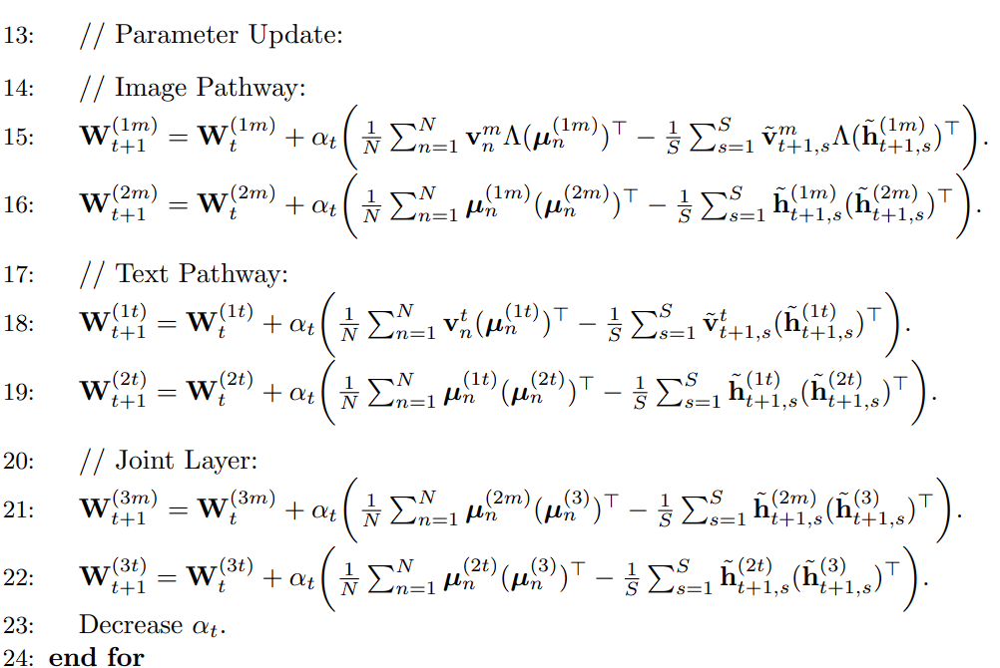 13: // Parameter Update:
14: // Image Pathway:
15: $\mathbf{W}_{t+1}^{(1m)} = \mathbf{W}_{t}^{(1m)} + \alpha_t \left( \frac{1}{N} \sum_{n=1}^{N} \mathbf{v}_n^m \Lambda(\boldsymbol{\mu}_n^{(1m)})^\top - \frac{1}{S} \sum_{s=1}^{S} \tilde{\mathbf{v}}_{t+1,s}^m \Lambda(\tilde{\mathbf{h}}_{t+1,s}^{(1m)})^\top \right).$
16: $\mathbf{W}_{t+1}^{(2m)} = \mathbf{W}_{t}^{(2m)} + \alpha_t \left( \frac{1}{N} \sum_{n=1}^{N} \boldsymbol{\mu}_n^{(1m)} (\boldsymbol{\mu}_n^{(2m)})^\top - \frac{1}{S} \sum_{s=1}^{S} \tilde{\mathbf{h}}_{t+1,s}^{(1m)} (\tilde{\mathbf{h}}_{t+1,s}^{(2m)})^\top \right).$
17: // Text Pathway:
18: $\mathbf{W}_{t+1}^{(1t)} = \mathbf{W}_{t}^{(1t)} + \alpha_t \left( \frac{1}{N} \sum_{n=1}^{N} \mathbf{v}_n^t (\boldsymbol{\mu}_n^{(1t)})^\top - \frac{1}{S} \sum_{s=1}^{S} \tilde{\mathbf{v}}_{t+1,s}^t (\tilde{\mathbf{h}}_{t+1,s}^{(1t)})^\top \right).$
19: $\mathbf{W}_{t+1}^{(2t)} = \mathbf{W}_{t}^{(2t)} + \alpha_t \left( \frac{1}{N} \sum_{n=1}^{N} \boldsymbol{\mu}_n^{(1t)} (\boldsymbol{\mu}_n^{(2t)})^\top - \frac{1}{S} \sum_{s=1}^{S} \tilde{\mathbf{h}}_{t+1,s}^{(1t)} (\tilde{\mathbf{h}}_{t+1,s}^{(2t)})^\top \right).$
20: // Joint Layer:
21: $\mathbf{W}_{t+1}^{(3m)} = \mathbf{W}_{t}^{(3m)} + \alpha_t \left( \frac{1}{N} \sum_{n=1}^{N} \boldsymbol{\mu}_n^{(2m)} (\boldsymbol{\mu}_n^{(3)})^\top - \frac{1}{S} \sum_{s=1}^{S} \tilde{\mathbf{h}}_{t+1,s}^{(2m)} (\tilde{\mathbf{h}}_{t+1,s}^{(3)})^\top \right).$
22: $\mathbf{W}_{t+1}^{(3t)} = \mathbf{W}_{t}^{(3t)} + \alpha_t \left( \frac{1}{N} \sum_{n=1}^{N} \boldsymbol{\mu}_n^{(2t)} (\boldsymbol{\mu}_n^{(3)})^\top - \frac{1}{S} \sum_{s=1}^{S} \tilde{\mathbf{h}}_{t+1,s}^{(2t)} (\tilde{\mathbf{h}}_{t+1,s}^{(3)})^\top \right).$
23: Decrease $\alpha_t$.
24: end for